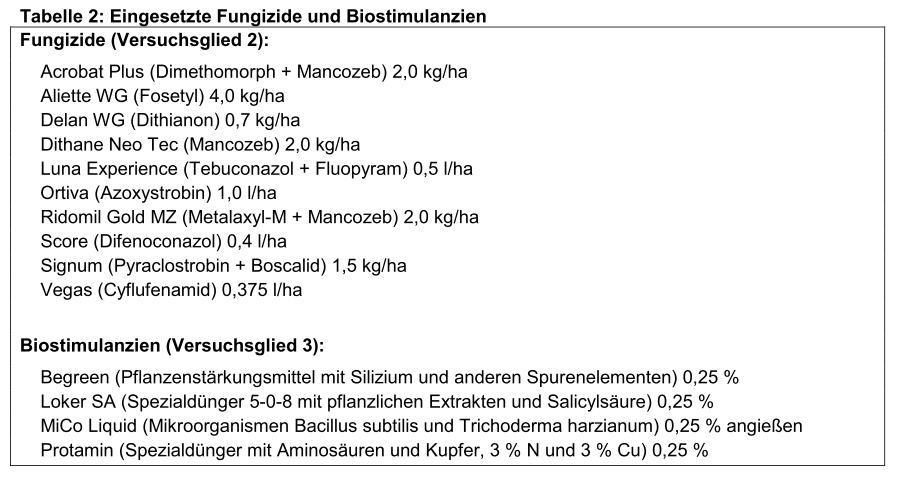 Tabelle 2: Eingesetzte Fungizide und Biostimulanzien
Fungizide (Versuchsglied 2):
Acrobat Plus (Dimethomorph + Mancozeb) 2,0 kg/ha
Aliette WG (Fosetyl) 4,0 kg/ha
Delan WG (Dithianon) 0,7 kg/ha
Dithane Neo Tec (Mancozeb) 2,0 kg/ha
Luna Experience (Tebuconazol + Fluopyram) 0,5 l/ha
Ortiva (Azoxystrobin) 1,0 l/ha
Ridomil Gold MZ (Metalaxyl-M + Mancozeb) 2,0 kg/ha
Score (Difenoconazol) 0,4 l/ha
Signum (Pyraclostrobin + Boscalid) 1,5 kg/ha
Vegas (Cyflufenamid) 0,375 l/ha
Biostimulanzien (Versuchsglied 3):
Begreen (Pflanzenstärkungsmittel mit Silizium und anderen Spurenelementen) 0,25 %
Loker SA (Spezialdünger 5-0-8 mit pflanzlichen Extrakten und Salicylsäure) 0,25 %
MiCo Liquid (Mikroorganismen Bacillus subtilis und Trichoderma harzianum) 0,25 % angießen
Protamin (Spezialdünger mit Aminosäuren und Kupfer, 3 % N und 3 % Cu) 0,25 %